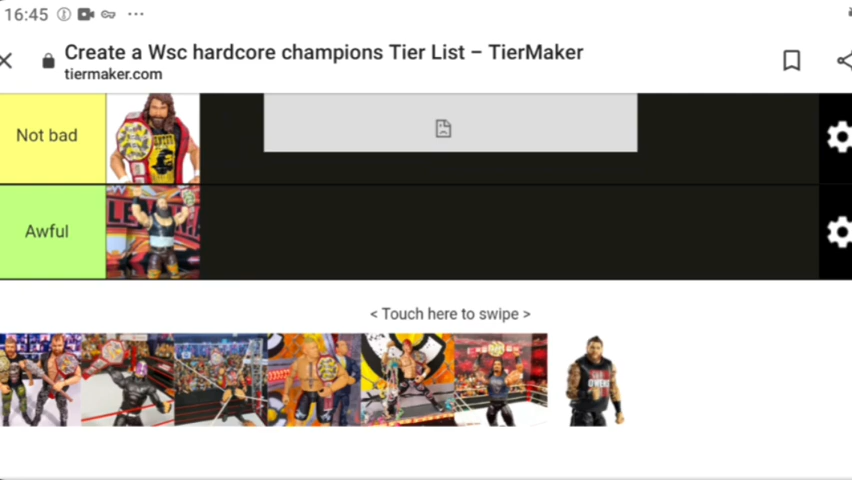 16:45
Create a Wsc hardcore champions Tier List – TierMaker
tiermaker.com
Not bad
Awful
< Touch here to swipe >
OWENS